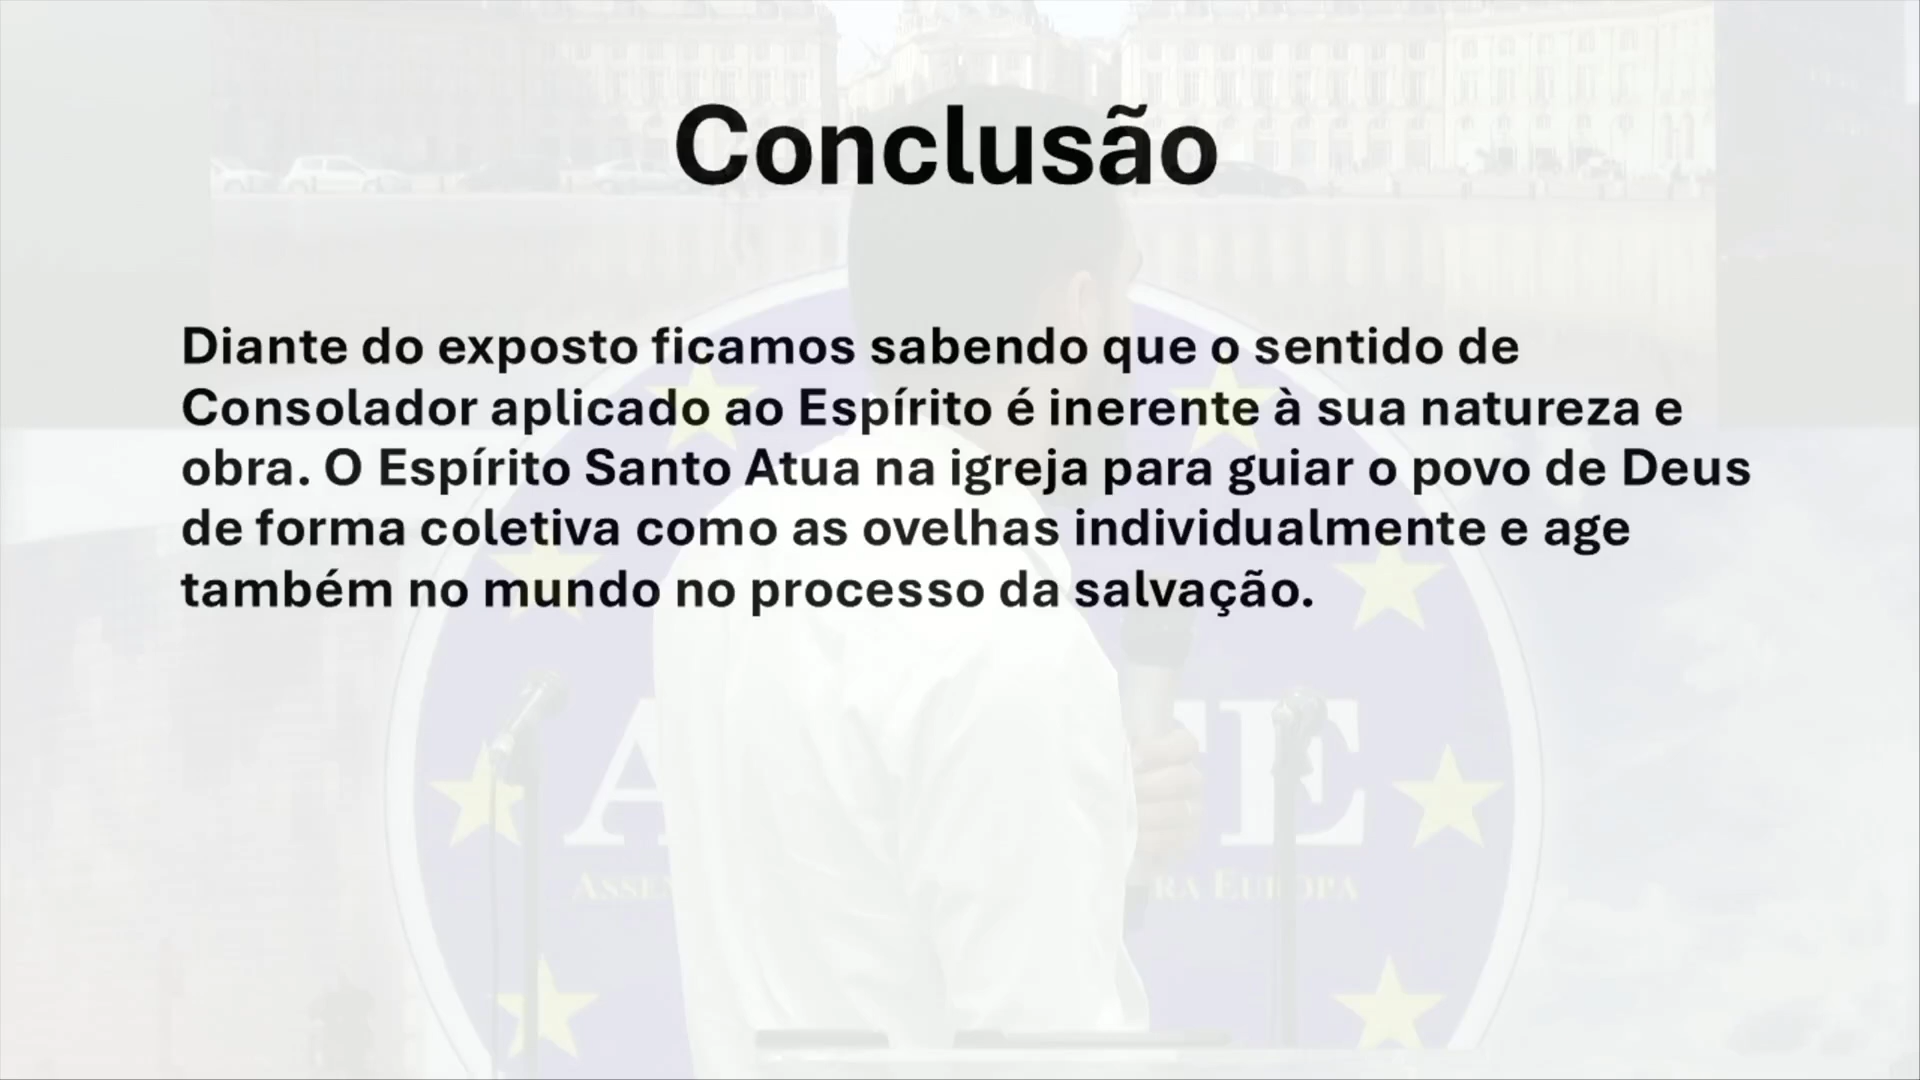 Conclusão
Diante do exposto ficamos sabendo que o sentido de
Consolador aplicado ao Espírito é inerente à sua natureza e
obra. O Espírito Santo Atua na igreja para guiar o povo de Deus
de forma coletiva como as ovelhas individualmente e age
também no mundo no processo da salvação.